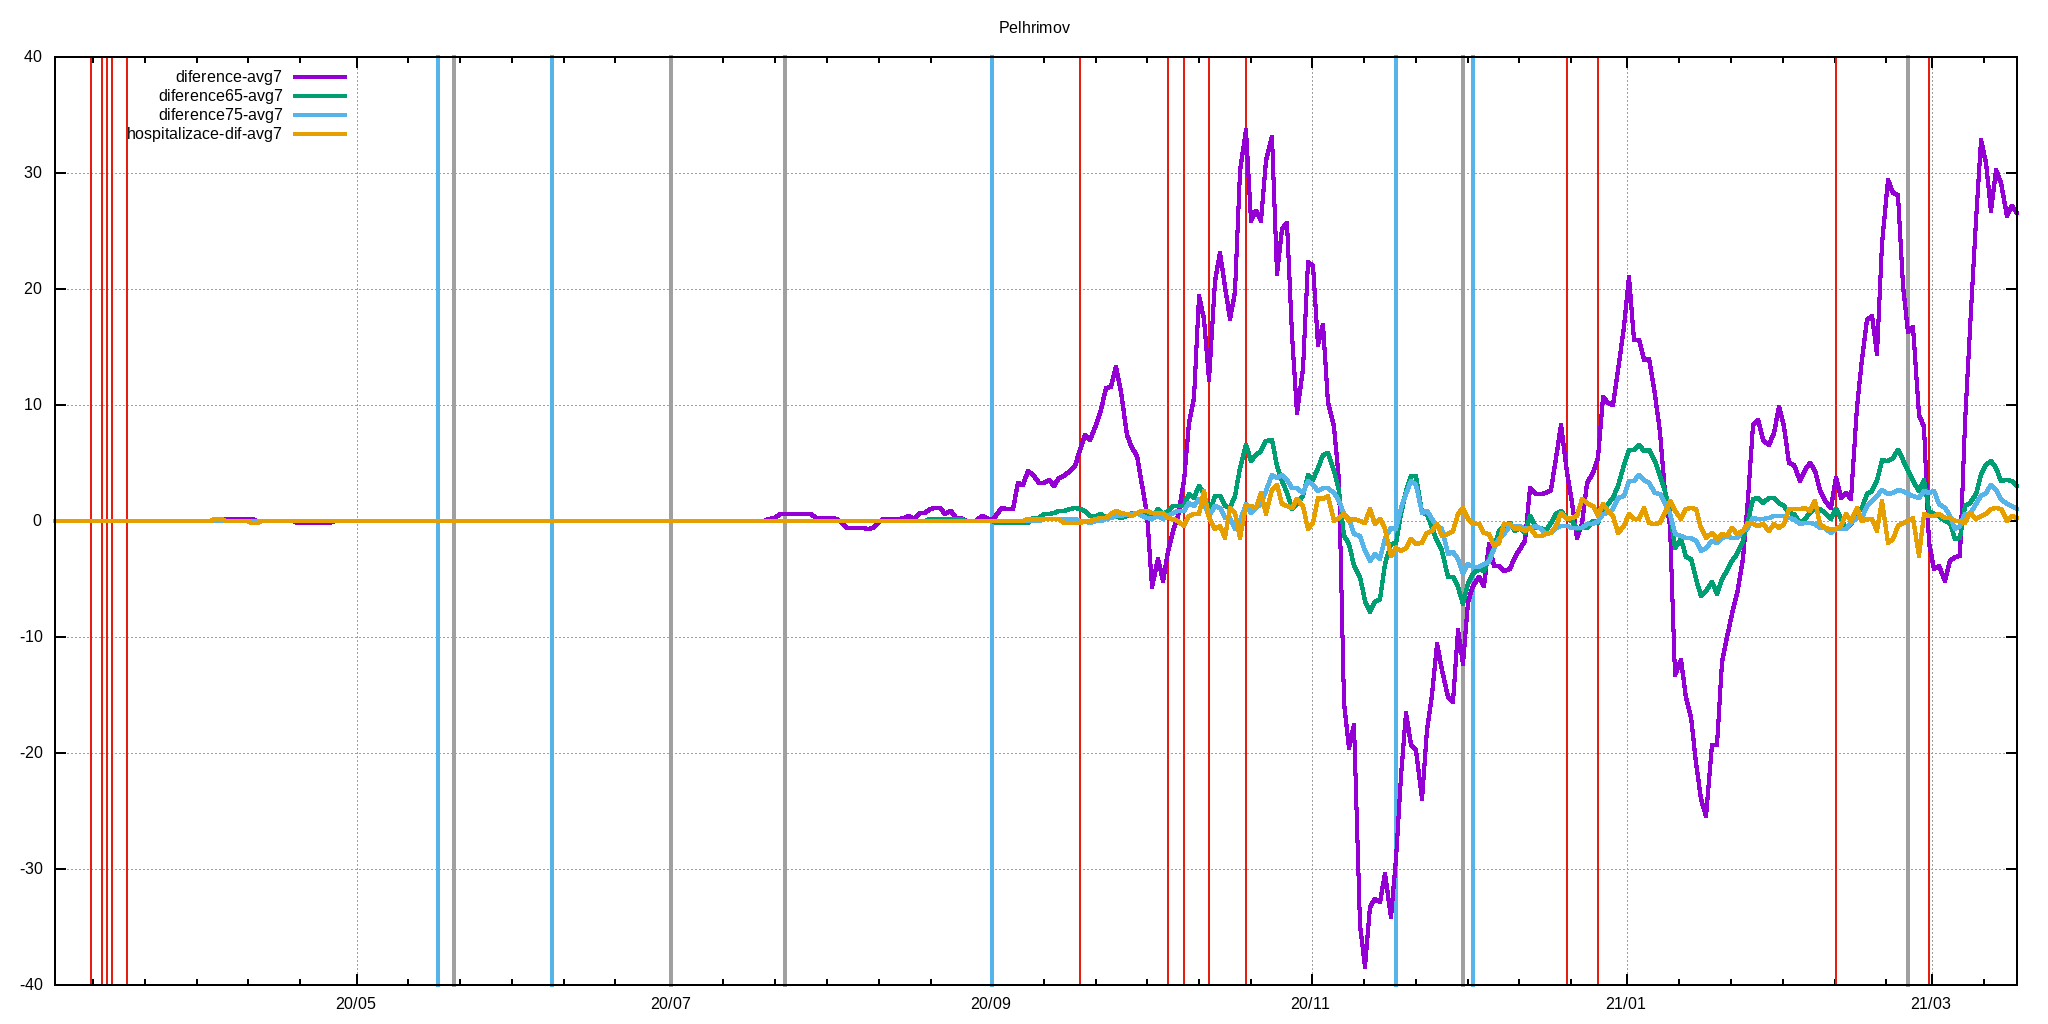 Pelhrimov
40
30
20
10
0
-10
-20
-30
-40
diference-avg7
diference65-avg7
diference75-avg7
hospitalizace-dif-avg7
20/05 20/07 20/09 20/11 21/01 21/03